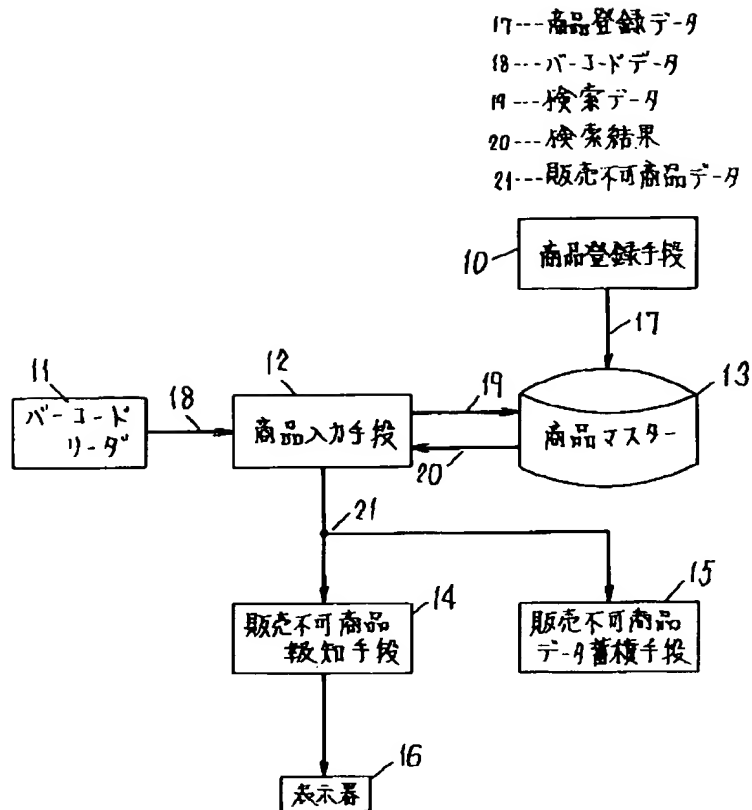 17---商品登録データ
18---バーコードデータ
19---検索データ
20---検索結果
21---販売不可商品データ
10
商品登録手段
17
11
バーコード
リーダ
18
12
商品入力手段
19
20
13
商品マスター
21
14
販売不可商品
報知手段
15
販売不可商品
データ蓄積手段
16
表示器